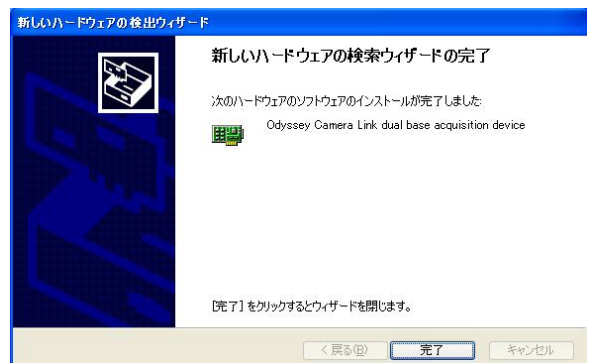 新しいハードウェアの検出ウィザード
新しいハードウェアの検索ウィザードの完了
次のハードウェアのソフトウェアのインストールが完了しました:
Odyssey Camera Link dual base acquisition device
[完了] をクリックするとウィザードを閉じます。
< 戻る(B)
完了
キャンセル